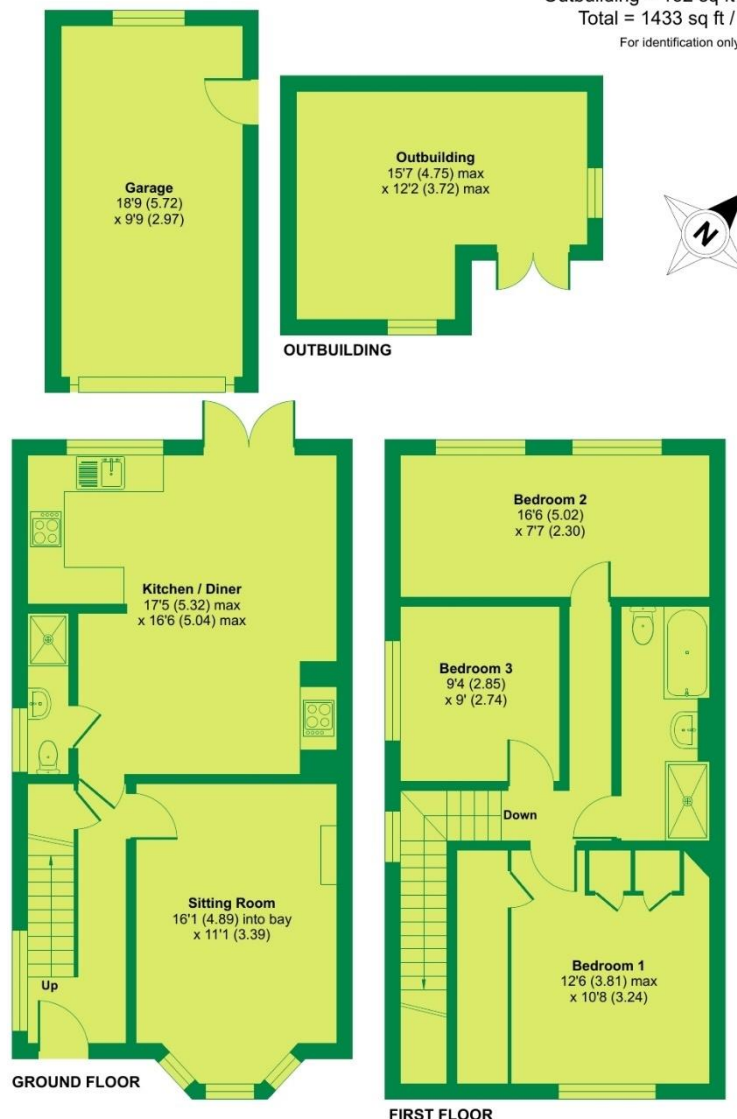 Total = 1433 sq ft /
For identification only
Garage
18'9 (5.72)
x 9'9 (2.97)
Outbuilding
15'7 (4.75) max
x 12'2 (3.72) max
N
OUTBUILDING
Kitchen / Diner
17'5 (5.32) max
x 16'6 (5.04) max
Sitting Room
16'1 (4.89) into bay
x 11'1 (3.39)
Up
GROUND FLOOR
Bedroom 2
16'6 (5.02)
x 7'7 (2.30)
Bedroom 3
9'4 (2.85)
x 9' (2.74)
Down
Bedroom 1
12'6 (3.81) max
x 10'8 (3.24)
FIRST FLOOR